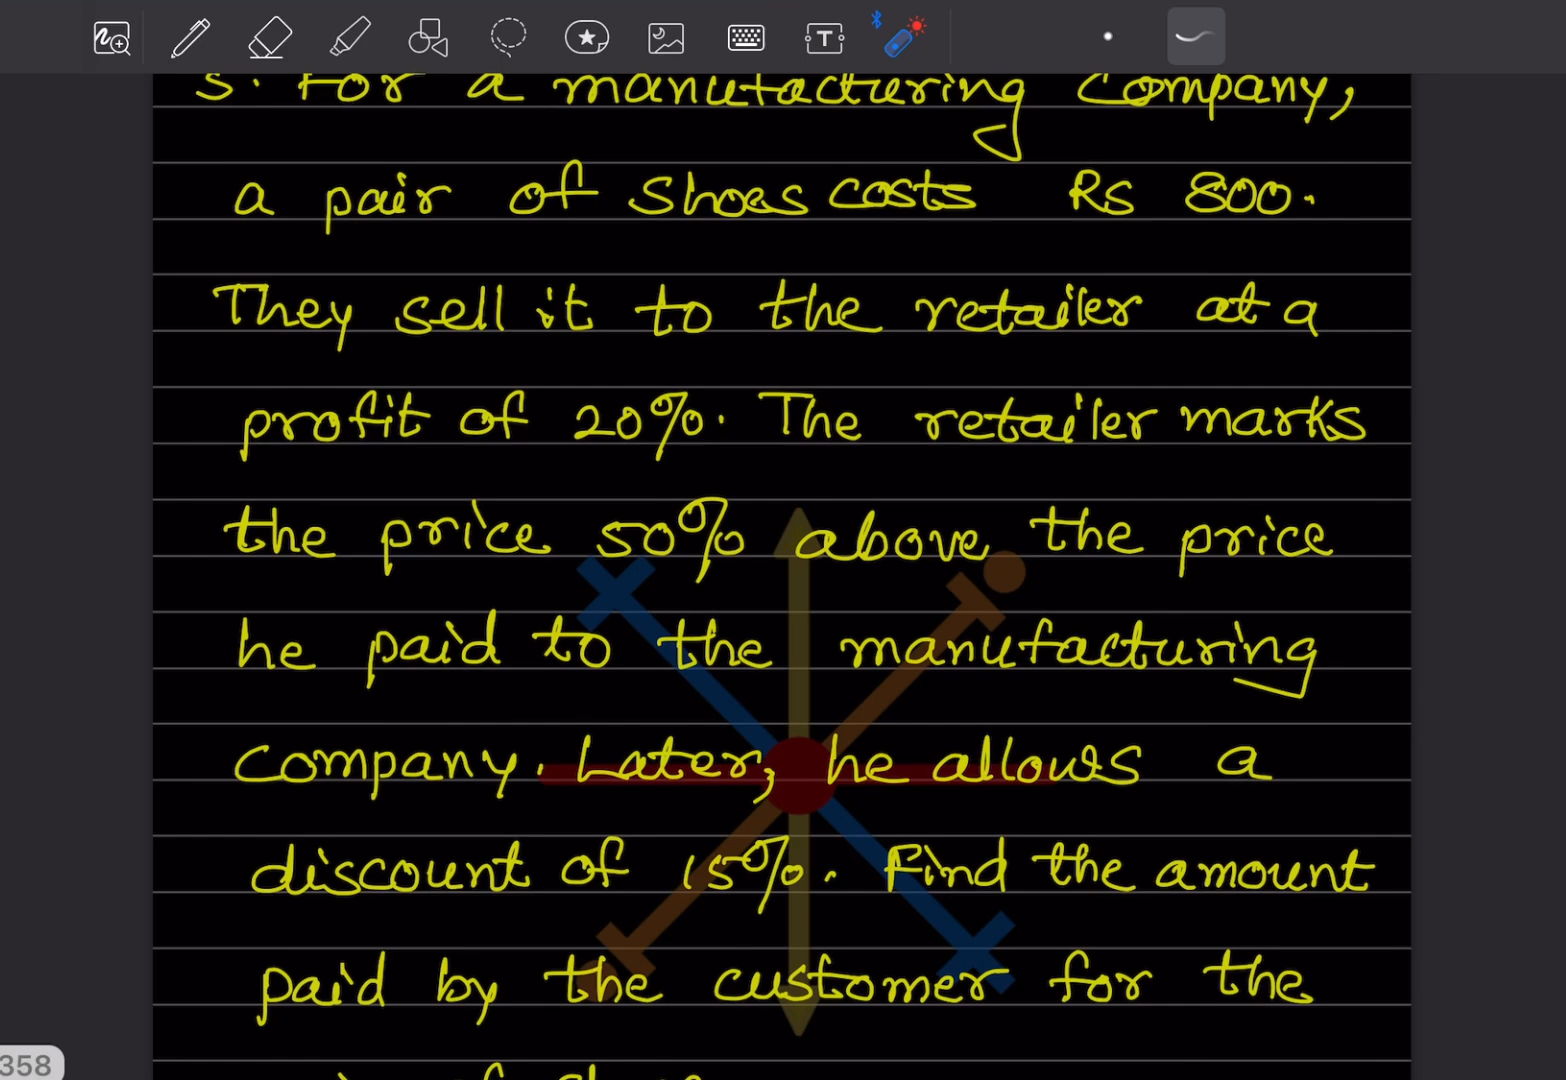 5. For a manufacturing Company,
a pair of Shoes costs Rs 800.
They sell it to the retailer at a
profit of 20%. The retailer marks
the price 50% above the price
he paid to the manufacturing
Company. Later, he allows a
discount of 15%. Find the amount
paid by the customer for the
358